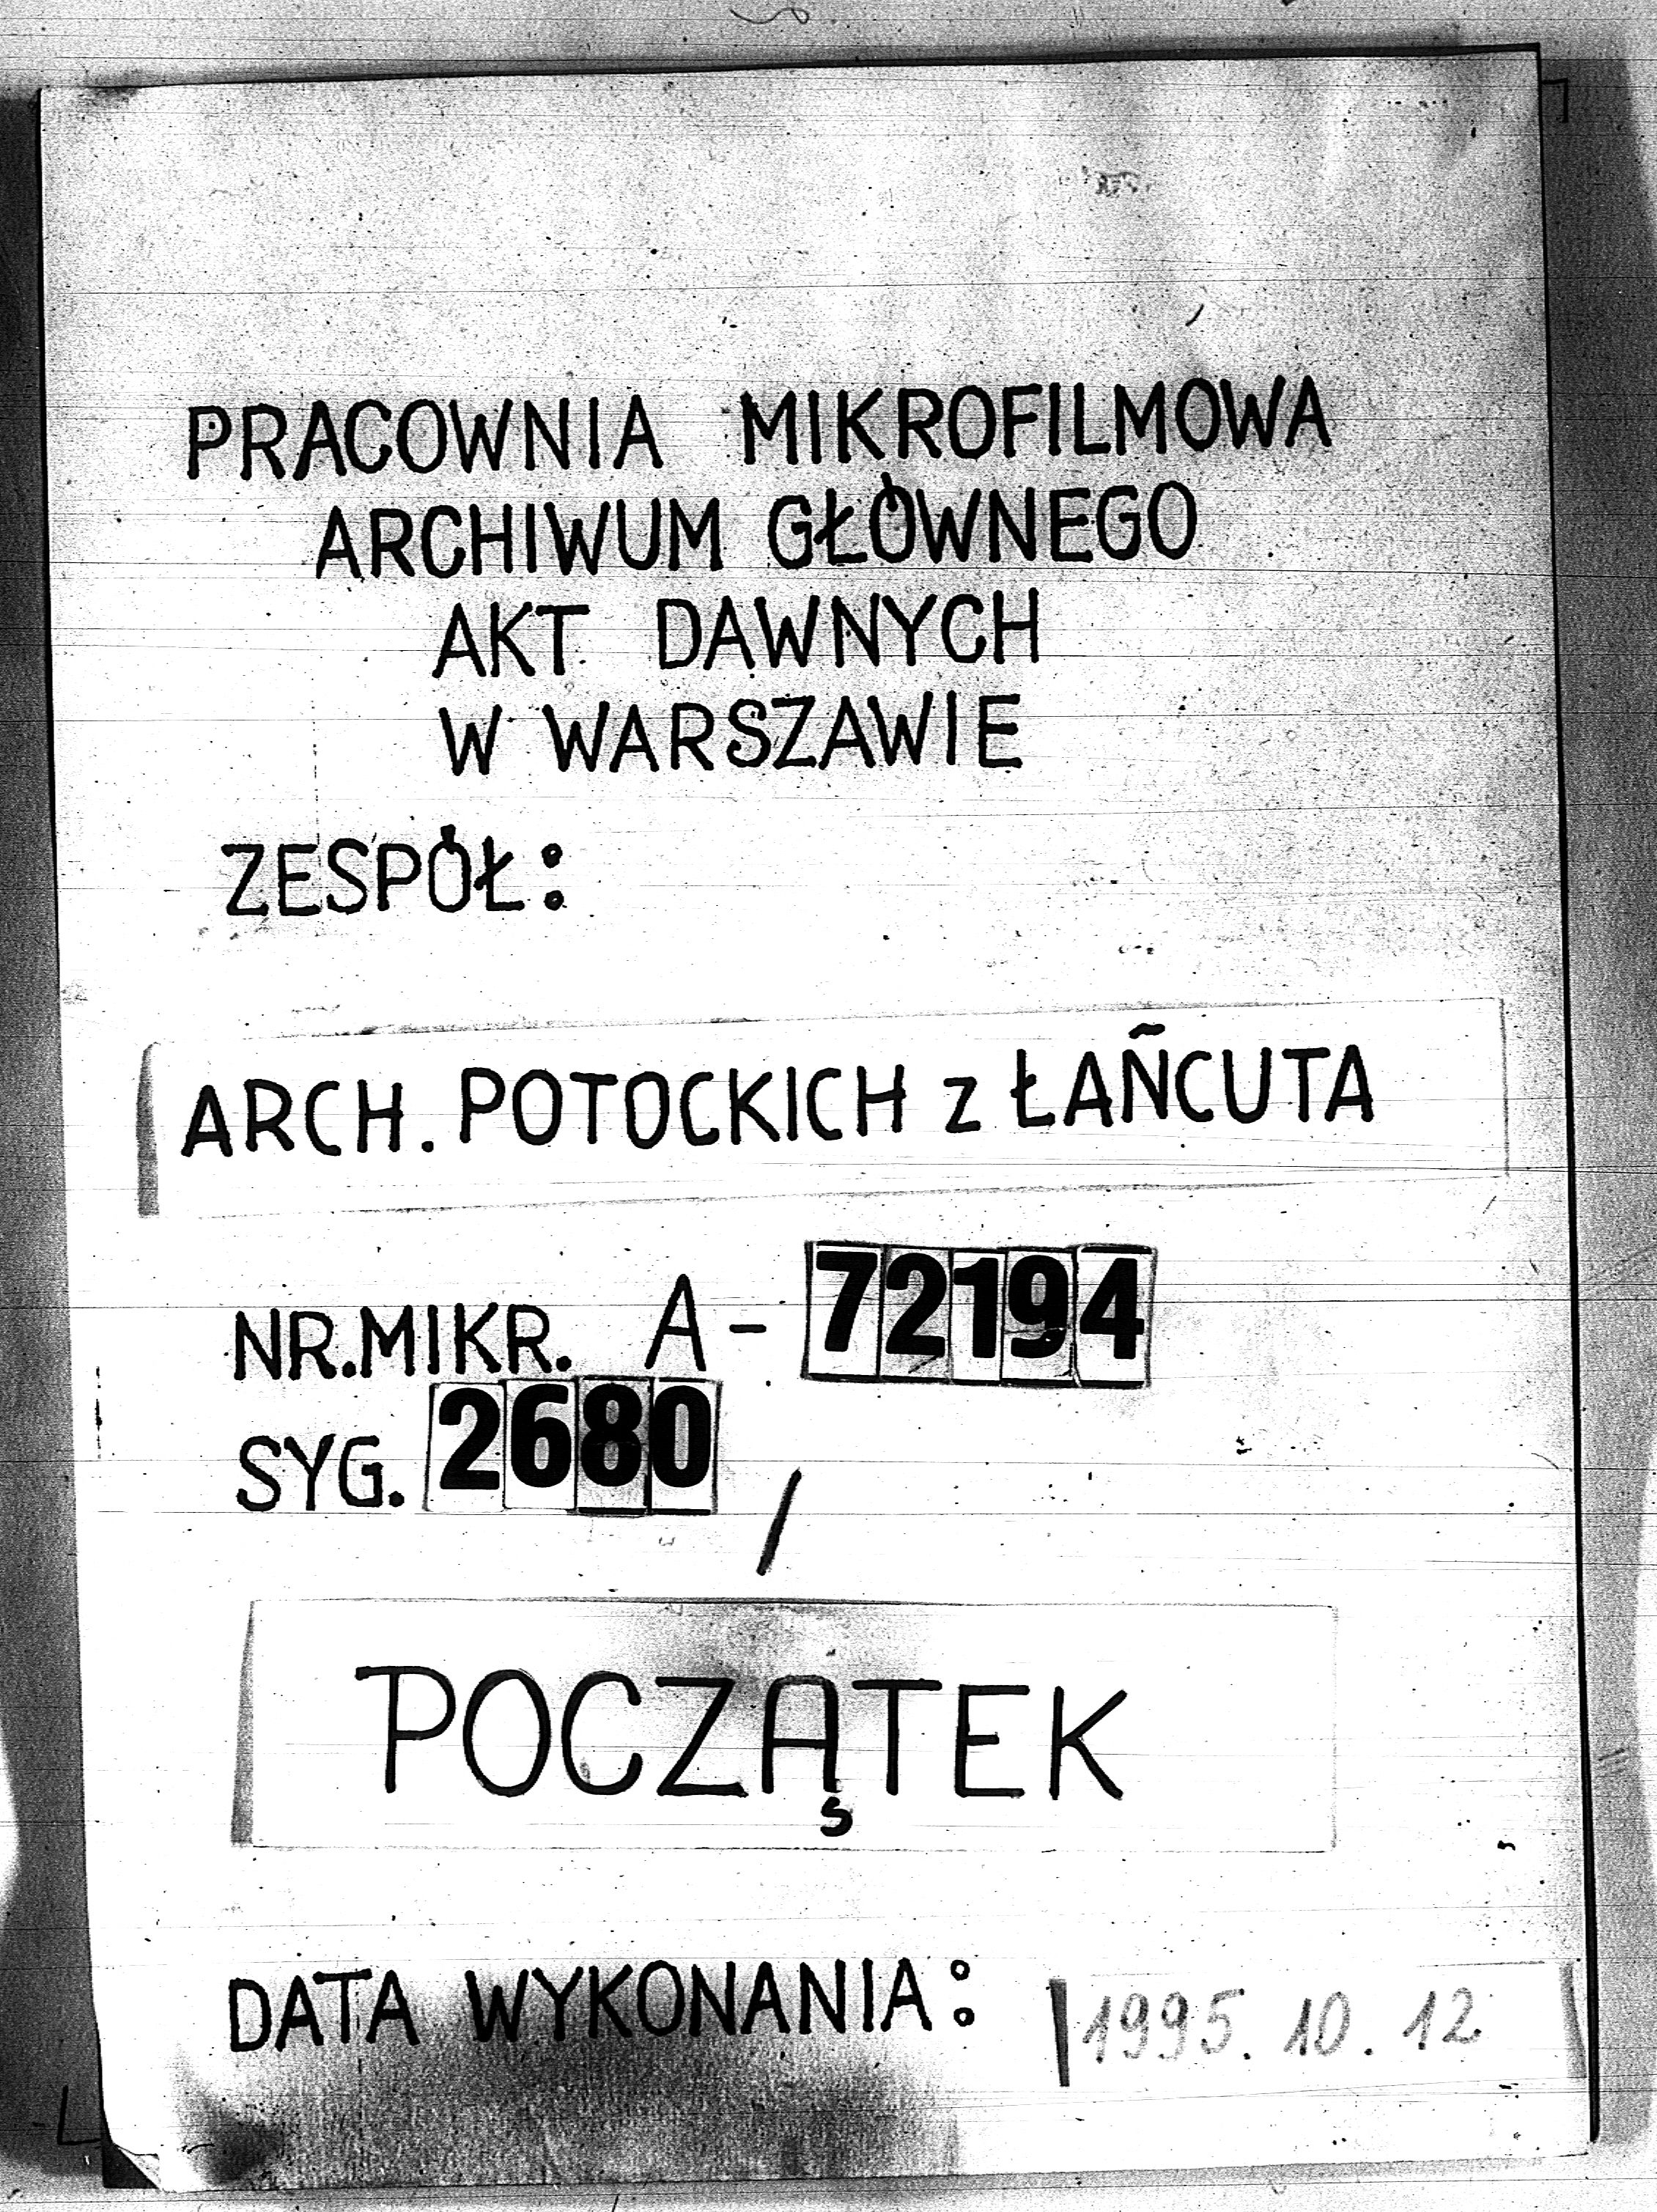 PRACOWNIA MIKROFILMOWA
ARCHIWUM GŁÓWNEGO
AKT DAWNYCH
W WARSZAWIE
ZESPÓŁ:
ARCH. POTOCKICH z ŁAŃCUTA
NR.MIKR. A-72194
SYG. 2680 /
POCZĄTEK
DATA WYKONANIA: 1995.10.12